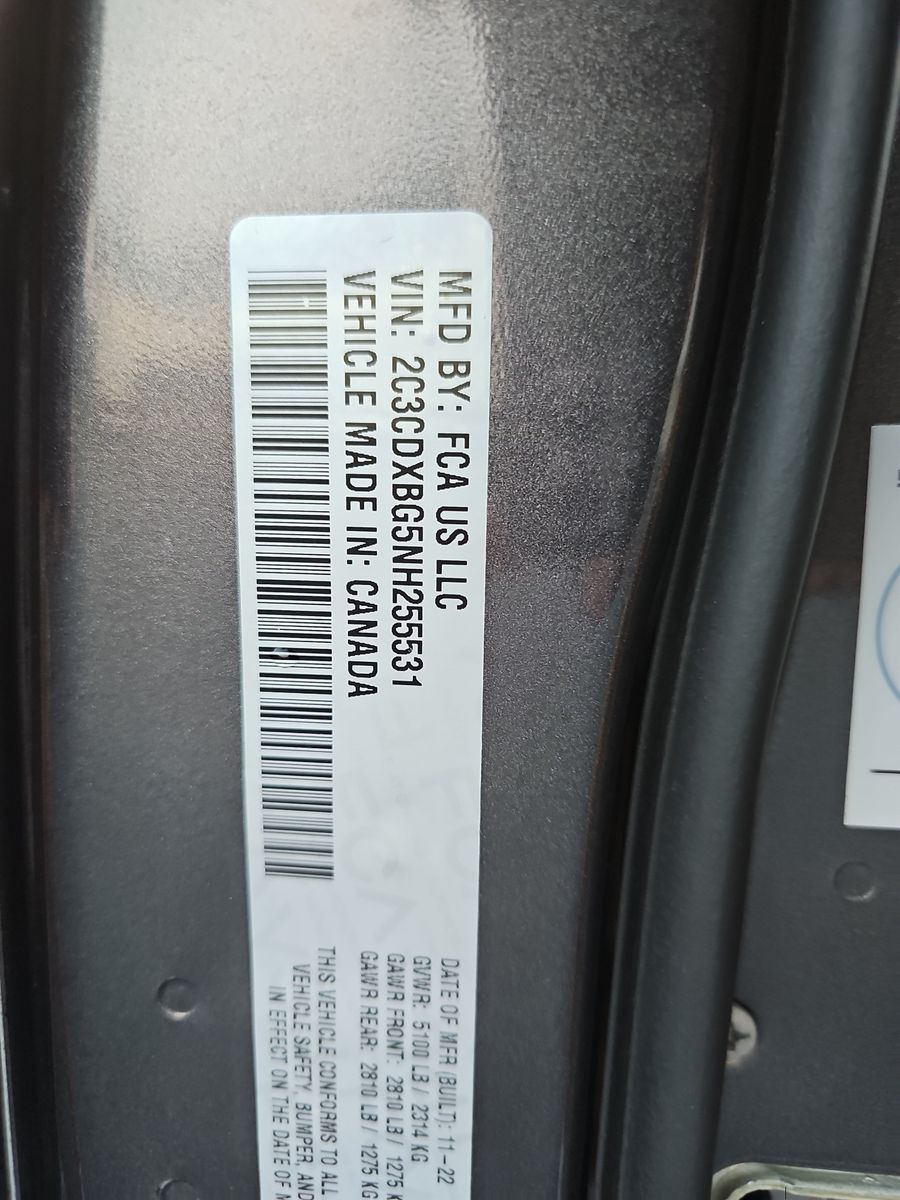 MFD BY: FCA US LLC
VIN: 2C3CDXBG5NH255531
VEHICLE MADE IN: CANADA
DATE OF MFR (BUILT): 11-22
GVWR: 5100 LB / 2314 KG
GAWR FRONT: 2810 LB / 1275 K
GAWR REAR: 2810 LB / 1275 KG
THIS VEHICLE CONFORMS TO ALL
VEHICLE SAFETY, BUMPER, AND
IN EFFECT ON THE DATE OF M